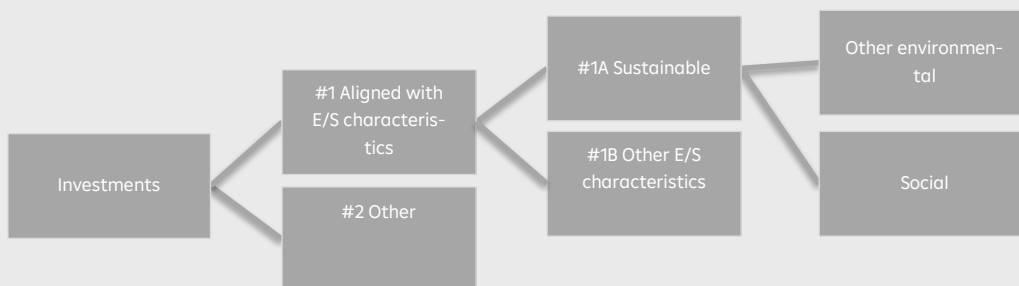 Investments
#1 Aligned with
E/S characteris-
tics
#2 Other
#1A Sustainable
#1B Other E/S
characteristics
Other environmen-
tal
Social